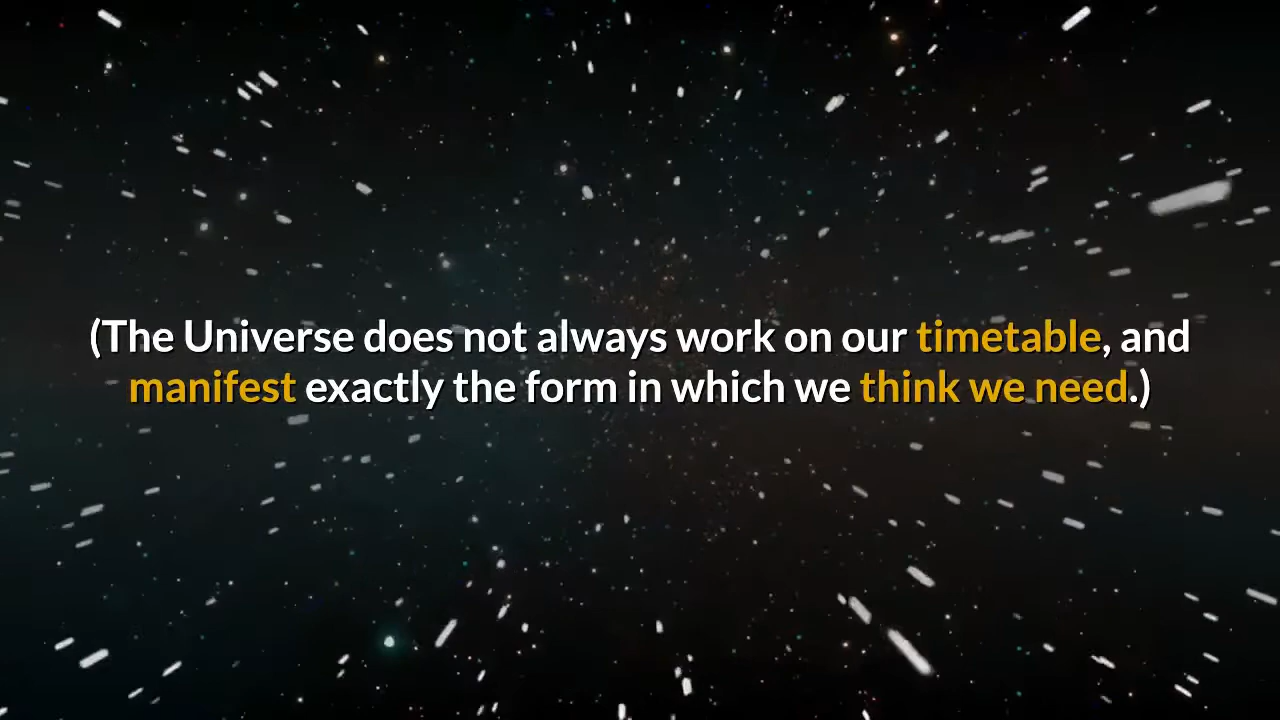 (The Universe does not always work on our timetable, and
manifest exactly the form in which we think we need.)